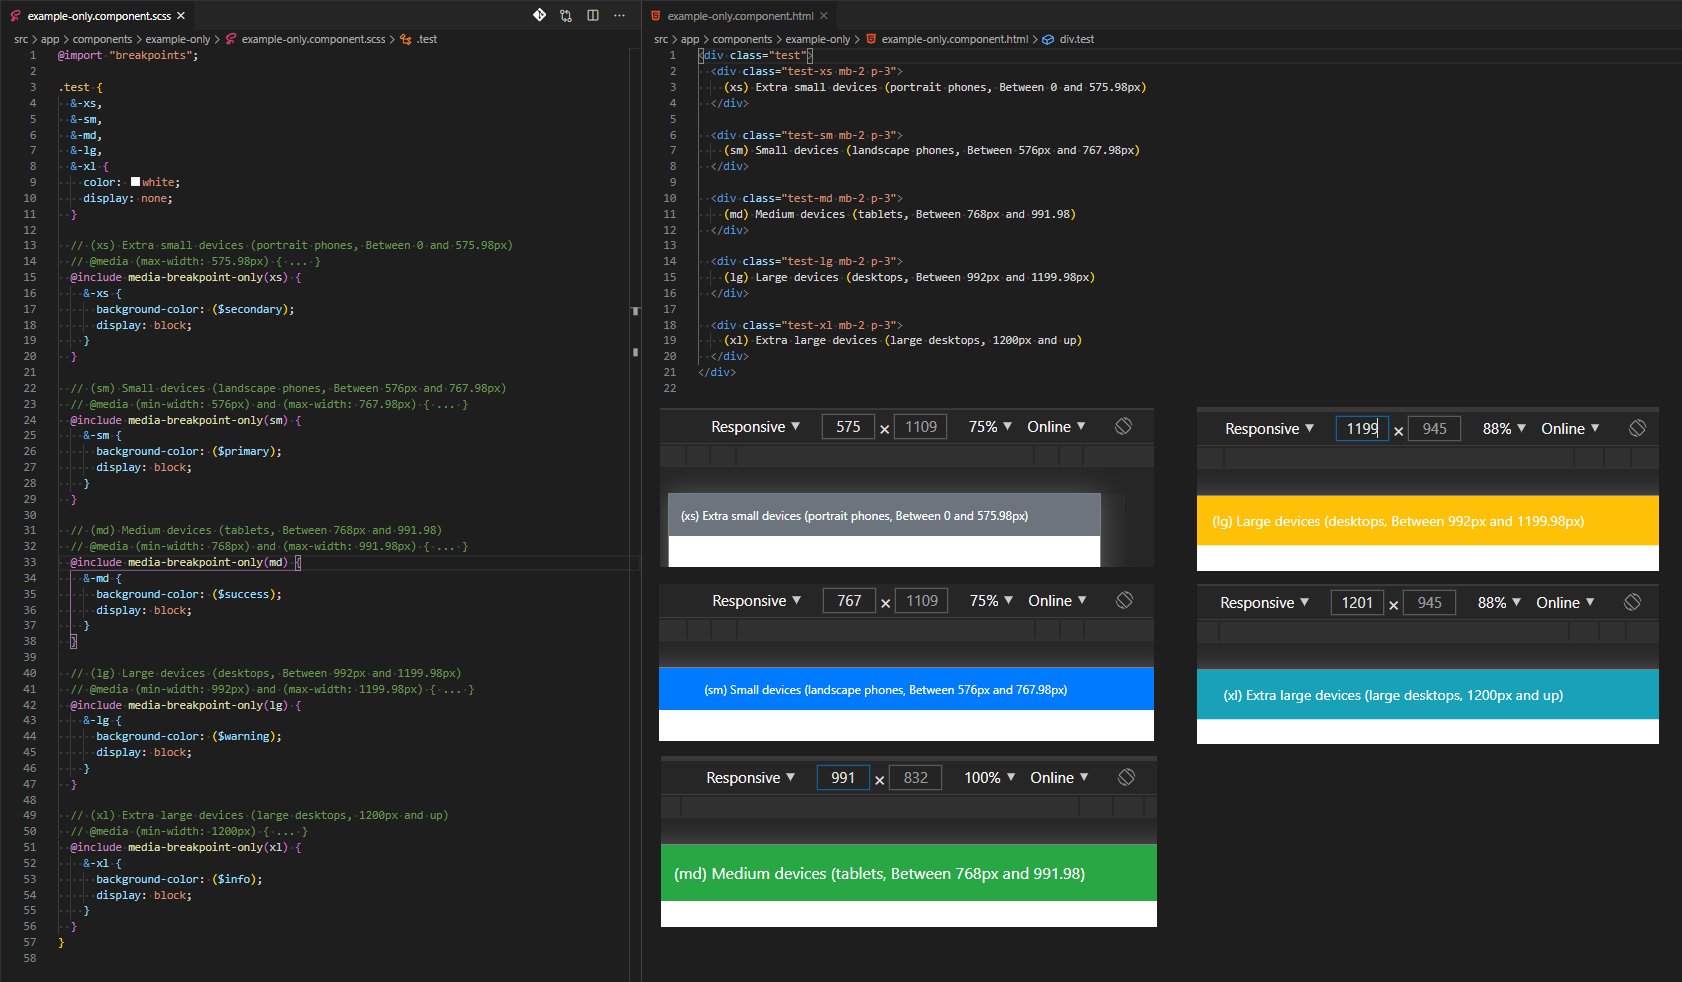 example-only.component.scss ×
src > app > components > example-only > example-only.component.scss > .test
1 @import "breakpoints";
2
3 .test {
4 &-xs,
5 &-sm,
6 &-md,
7 &-lg,
8 &-xl {
9 color: white;
10 display: none;
11 }
12
13 // (xs) Extra small devices (portrait phones, Between 0 and 575.98px)
14 // @media (max-width: 575.98px) { ... }
15 @include media-breakpoint-only(xs) {
16 &-xs {
17 background-color: ($secondary);
18 display: block;
19 }
20 }
21
22 // (sm) Small devices (landscape phones, Between 576px and 767.98px)
23 // @media (min-width: 576px) and (max-width: 767.98px) { ... }
24 @include media-breakpoint-only(sm) {
25 &-sm {
26 background-color: ($primary);
27 display: block;
28 }
29 }
30
31 // (md) Medium devices (tablets, Between 768px and 991.98)
32 // @media (min-width: 768px) and (max-width: 991.98px) { ... }
33 @include media-breakpoint-only(md) {
34 &-md {
35 background-color: ($success);
36 display: block;
37 }
38 }
39
40 // (lg) Large devices (desktops, Between 992px and 1199.98px)
41 // @media (min-width: 992px) and (max-width: 1199.98px) { ... }
42 @include media-breakpoint-only(lg) {
43 &-lg {
44 background-color: ($warning);
45 display: block;
46 }
47 }
48
49 // (xl) Extra large devices (large desktops, 1200px and up)
50 // @media (min-width: 1200px) { ... }
51 @include media-breakpoint-only(xl) {
52 &-xl {
53 background-color: ($info);
54 display: block;
55 }
56 }
57 }
58
example-only.component.html ×
src > app > components > example-only > example-only.component.html > div.test
1 <div class="test">
2 <div class="test-xs mb-2 p-3">
3 (xs) Extra small devices (portrait phones, Between 0 and 575.98px)
4 </div>
5
6 <div class="test-sm mb-2 p-3">
7 (sm) Small devices (landscape phones, Between 576px and 767.98px)
8 </div>
9
10 <div class="test-md mb-2 p-3">
11 (md) Medium devices (tablets, Between 768px and 991.98)
12 </div>
13
14 <div class="test-lg mb-2 p-3">
15 (lg) Large devices (desktops, Between 992px and 1199.98px)
16 </div>
17
18 <div class="test-xl mb-2 p-3">
19 (xl) Extra large devices (large desktops, 1200px and up)
20 </div>
21 </div>
22
Responsive ▼ 575 × 1109 75% ▼ Online ▼
(xs) Extra small devices (portrait phones, Between 0 and 575.98px)
Responsive ▼ 767 × 1109 75% ▼ Online ▼
(sm) Small devices (landscape phones, Between 576px and 767.98px)
Responsive ▼ 991 × 832 100% ▼ Online ▼
(md) Medium devices (tablets, Between 768px and 991.98)
Responsive ▼ 1199 × 945 88% ▼ Online ▼
(lg) Large devices (desktops, Between 992px and 1199.98px)
Responsive ▼ 1201 × 945 88% ▼ Online ▼
(xl) Extra large devices (large desktops, 1200px and up)